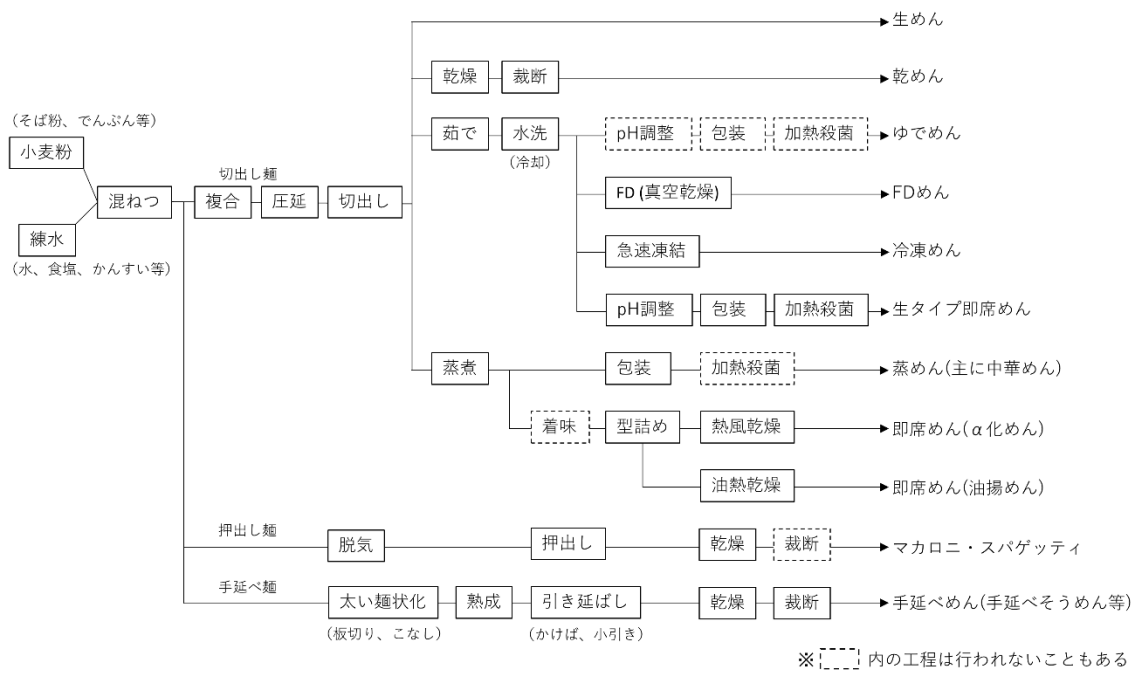 生めん
乾燥 裁断 乾めん
(そば粉、でんぷん等)
小麦粉
茹で 水洗 pH調整 包装 加熱殺菌 ゆでめん
(冷却)
切出し麺
混ねつ 複合 圧延 切出し
FD (真空乾燥) FDめん
練水
(水、食塩、かんすい等)
急速凍結 冷凍めん
pH調整 包装 加熱殺菌 生タイプ即席めん
蒸煮 包装 加熱殺菌 蒸めん(主に中華めん)
着味 型詰め 熱風乾燥 即席めん(α化めん)
油熱乾燥 即席めん(油揚めん)
押出し麺
脱気 押出し 乾燥 裁断 マカロニ・スパゲッティ
手延べ麺
太い麺状化 熟成 引き延ばし 乾燥 裁断 手延べめん(手延べそうめん等)
(板切り、こなし) (かけば、小引き)
※ 内の工程は行われないこともある